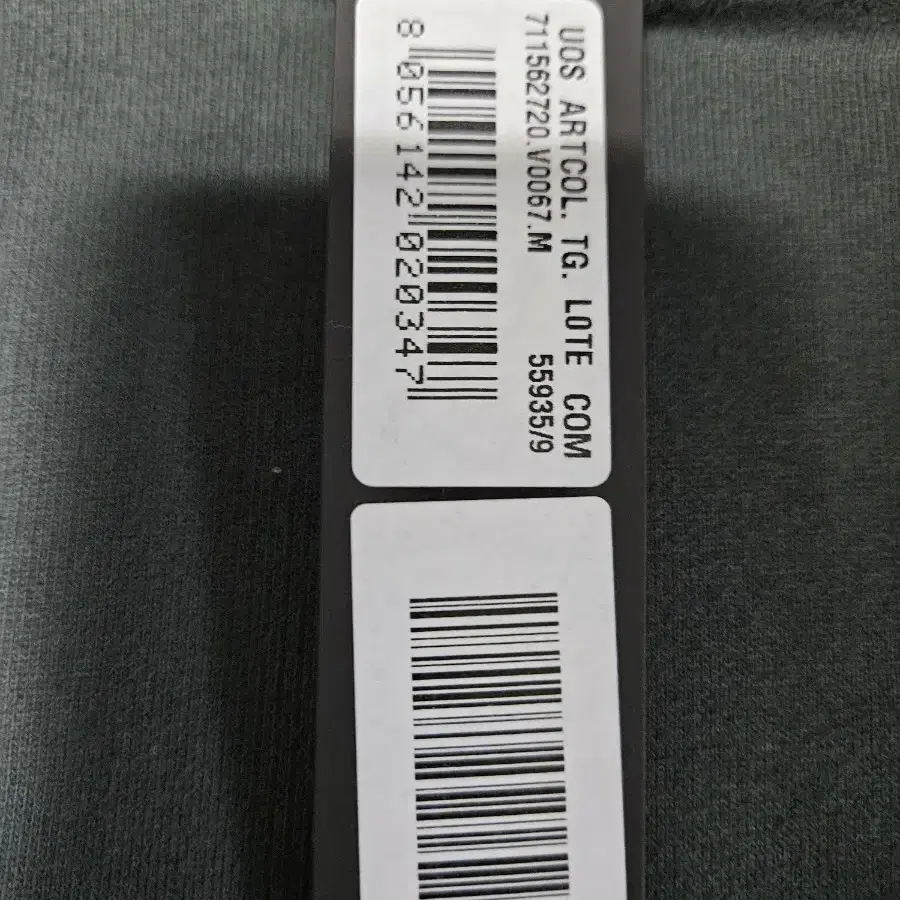 UOS ARTCOL. TG. LOTE COM
711562720.V0067.M 55935/9
8 056142 020347